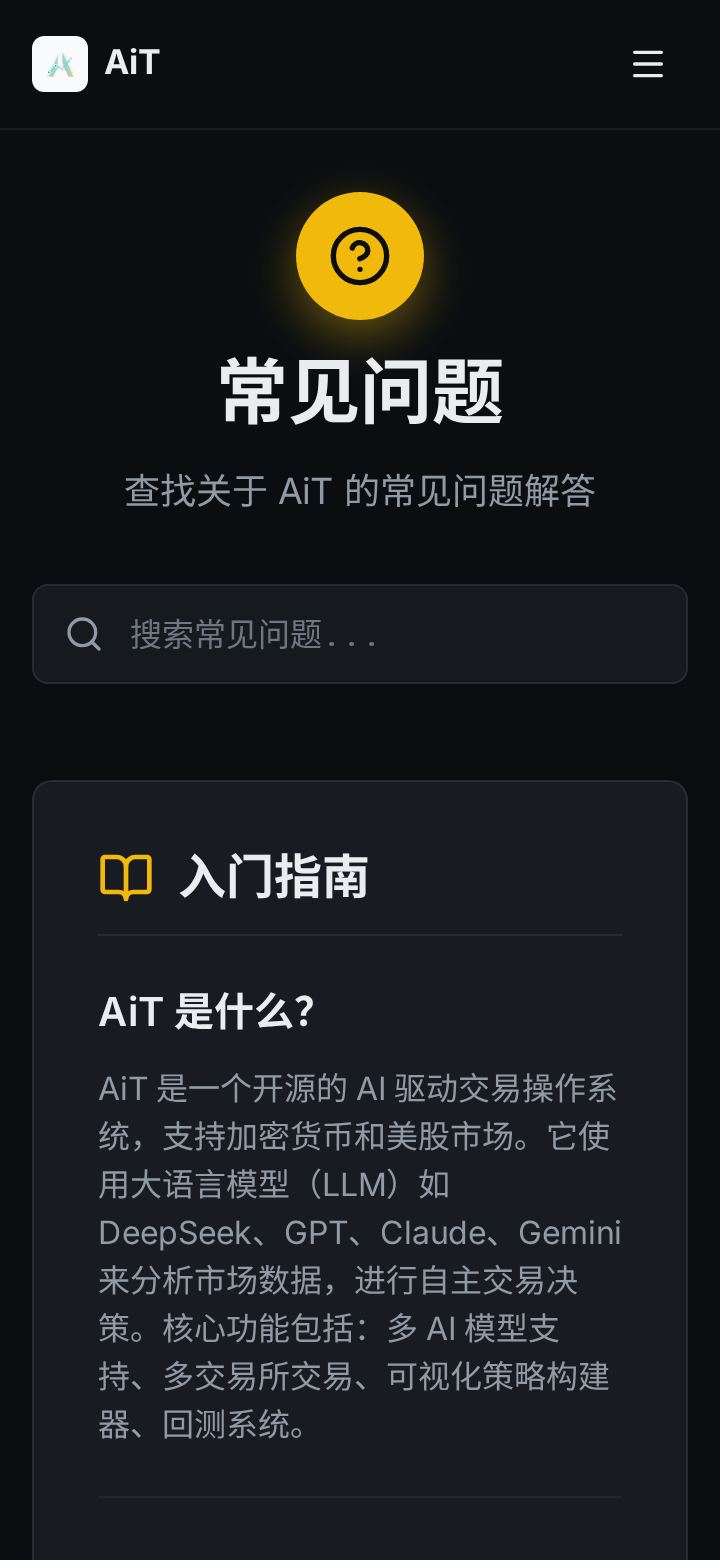 AiT
常见问题
查找关于 AiT 的常见问题解答
搜索常见问题...
入门指南
AiT 是什么？
AiT 是一个开源的 AI 驱动交易操作系
统，支持加密货币和美股市场。它使
用大语言模型（LLM）如
DeepSeek、GPT、Claude、Gemini
来分析市场数据，进行自主交易决
策。核心功能包括：多 AI 模型支
持、多交易所交易、可视化策略构建
器、回测系统。